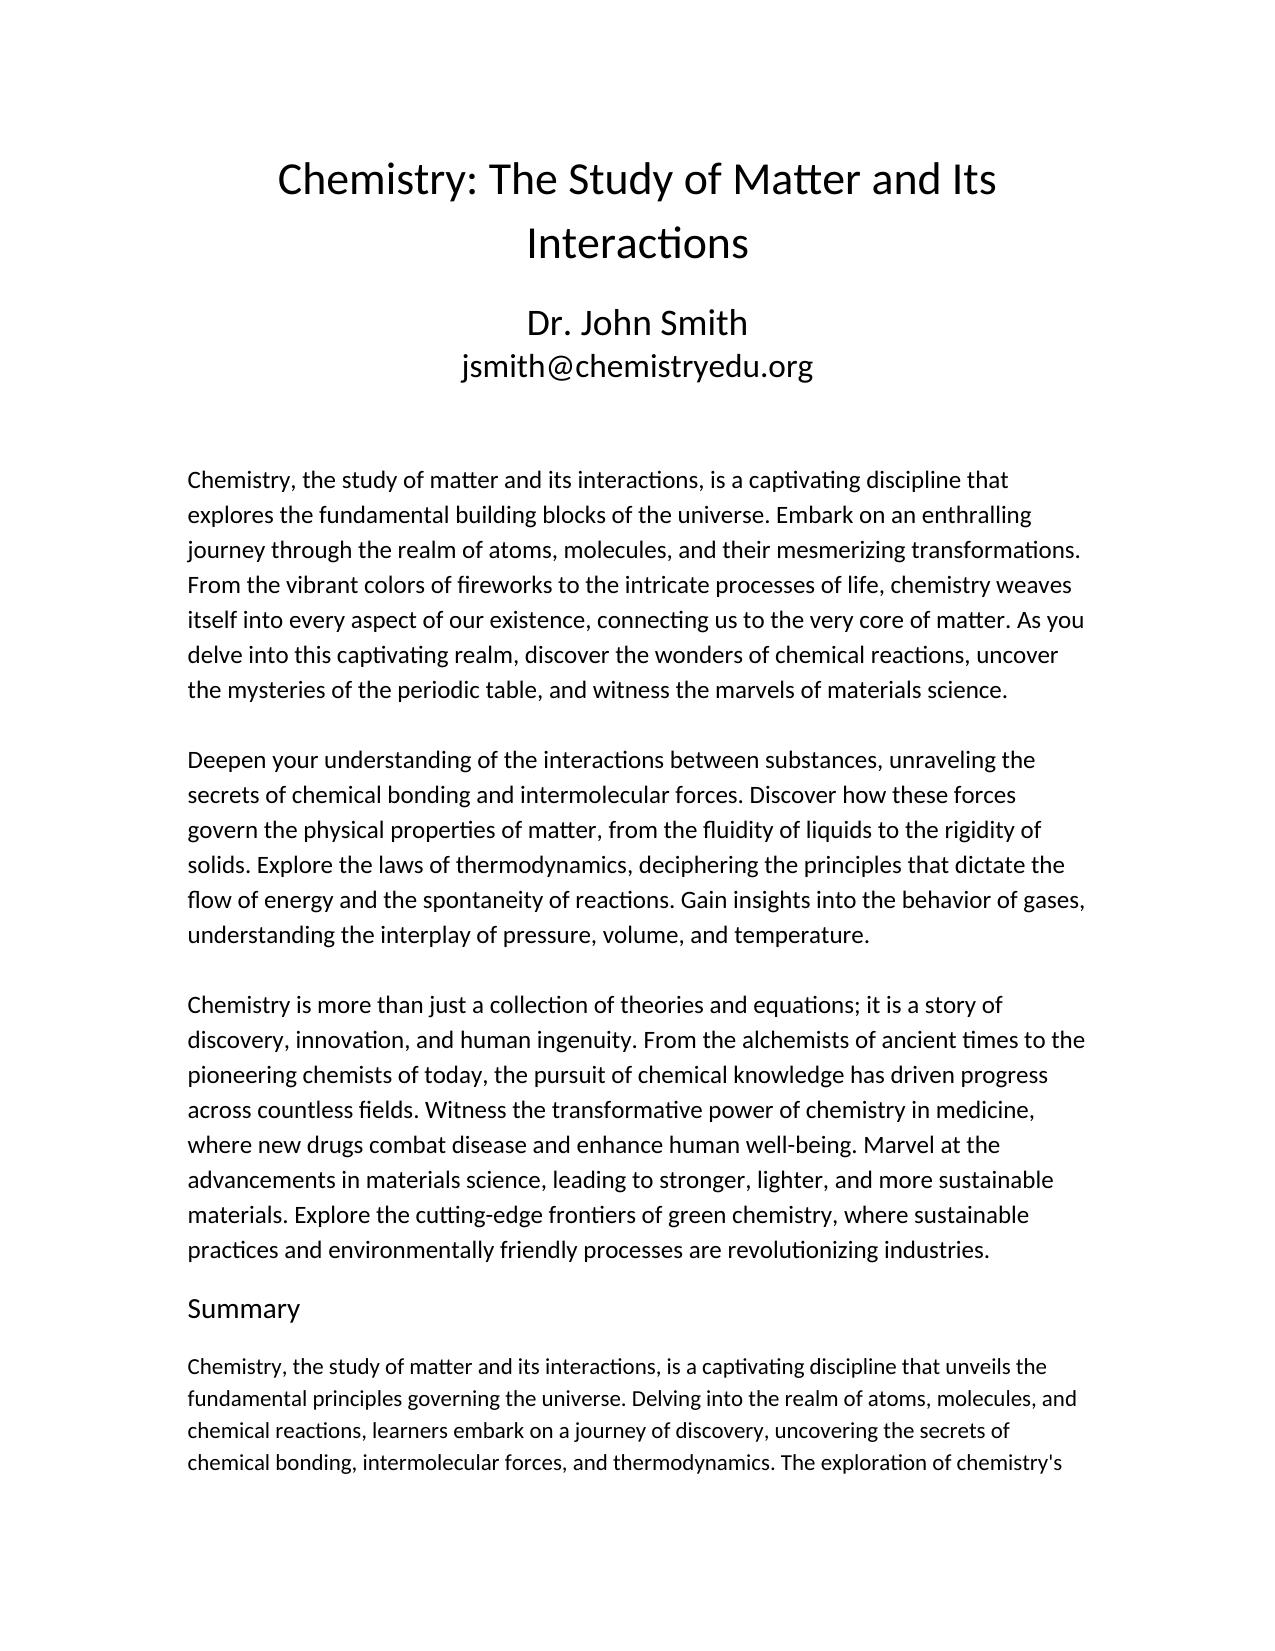 Chemistry: The Study of Matter and Its
Interactions
Dr. John Smith
jsmith@chemistryedu.org
Chemistry, the study of matter and its interactions, is a captivating discipline that
explores the fundamental building blocks of the universe. Embark on an enthralling
journey through the realm of atoms, molecules, and their mesmerizing transformations.
From the vibrant colors of fireworks to the intricate processes of life, chemistry weaves
itself into every aspect of our existence, connecting us to the very core of matter. As you
delve into this captivating realm, discover the wonders of chemical reactions, uncover
the mysteries of the periodic table, and witness the marvels of materials science.
Deepen your understanding of the interactions between substances, unraveling the
secrets of chemical bonding and intermolecular forces. Discover how these forces
govern the physical properties of matter, from the fluidity of liquids to the rigidity of
solids. Explore the laws of thermodynamics, deciphering the principles that dictate the
flow of energy and the spontaneity of reactions. Gain insights into the behavior of gases,
understanding the interplay of pressure, volume, and temperature.
Chemistry is more than just a collection of theories and equations; it is a story of
discovery, innovation, and human ingenuity. From the alchemists of ancient times to the
pioneering chemists of today, the pursuit of chemical knowledge has driven progress
across countless fields. Witness the transformative power of chemistry in medicine,
where new drugs combat disease and enhance human well-being. Marvel at the
advancements in materials science, leading to stronger, lighter, and more sustainable
materials. Explore the cutting-edge frontiers of green chemistry, where sustainable
practices and environmentally friendly processes are revolutionizing industries.
Summary
Chemistry, the study of matter and its interactions, is a captivating discipline that unveils the
fundamental principles governing the universe. Delving into the realm of atoms, molecules, and
chemical reactions, learners embark on a journey of discovery, uncovering the secrets of
chemical bonding, intermolecular forces, and thermodynamics. The exploration of chemistry's